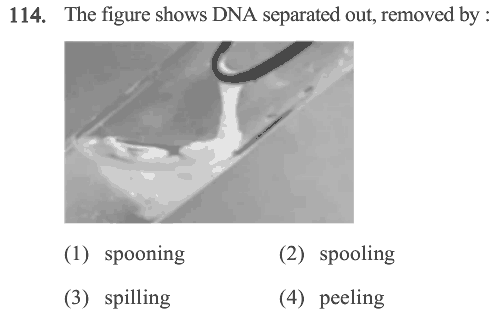 114. The figure shows DNA separated out, removed by :
(1) spooning (2) spooling
(3) spilling (4) peeling